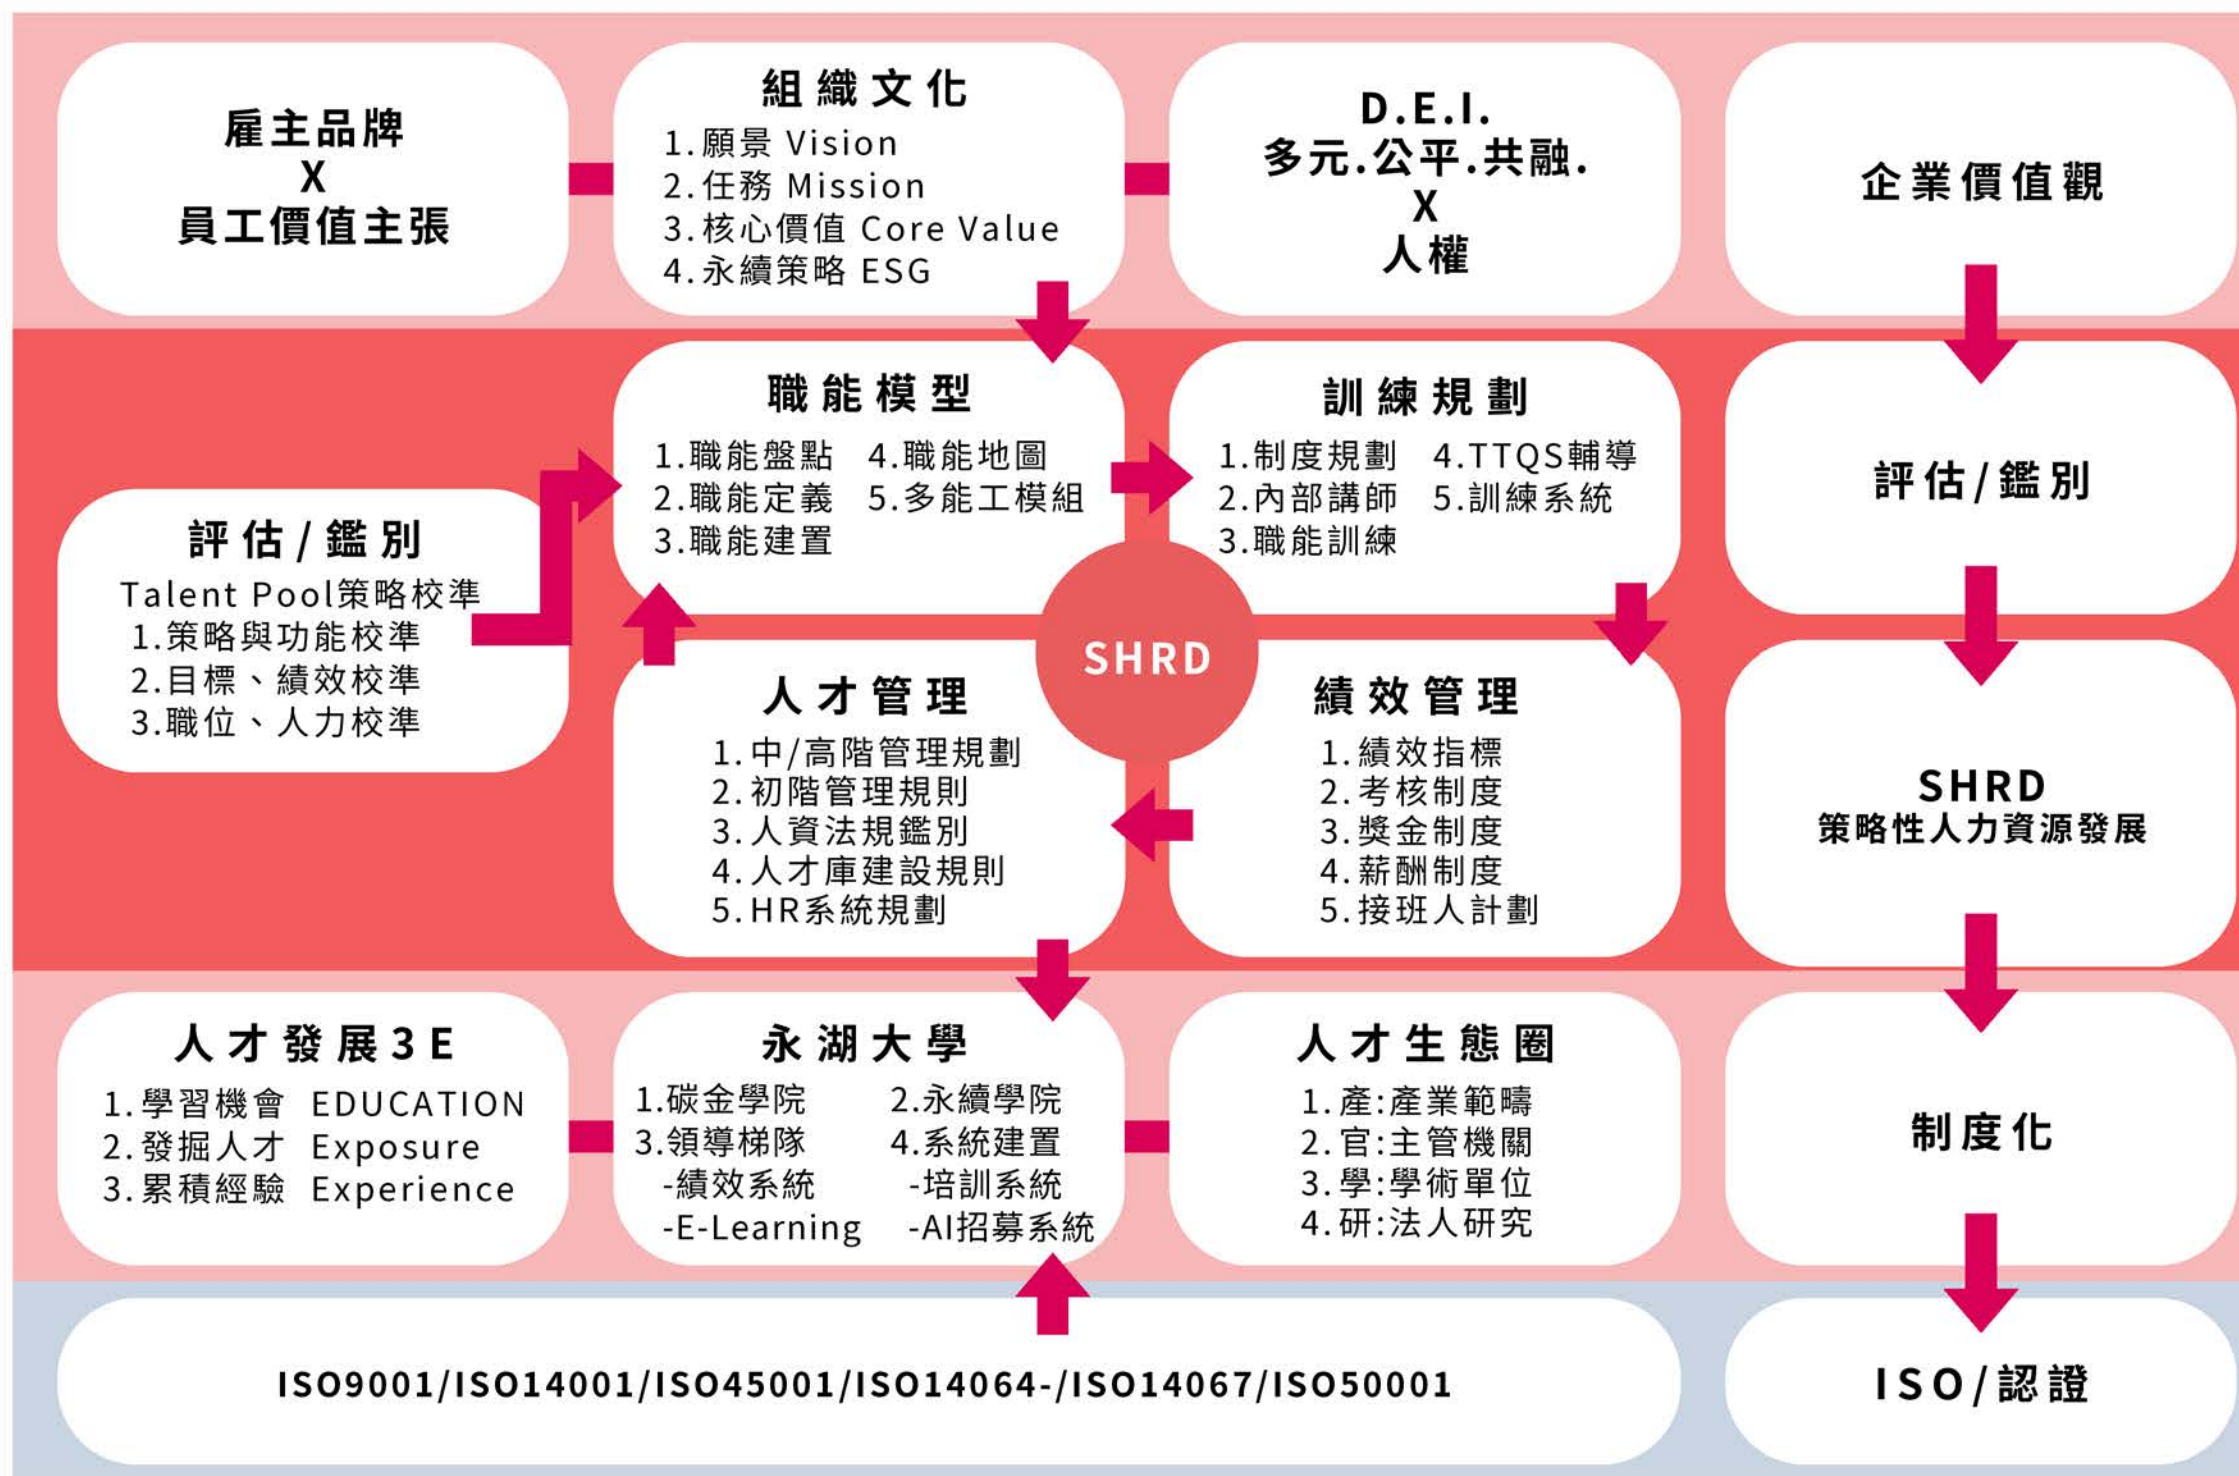 雇主品牌
X
員工價值主張
組織文化
1.願景 Vision
2.任務 Mission
3.核心價值 Core Value
4.永續策略 ESG
D.E.I.
多元.公平.共融.
X
人權
企業價值觀
評估/鑑別
Talent Pool策略校準
1.策略與功能校準
2.目標、績效校準
3.職位、人力校準
職能模型
1.職能盤點 4.職能地圖
2.職能定義 5.多能工模組
3.職能建置
訓練規劃
1.制度規劃 4.TTQS輔導
2.內部講師 5.訓練系統
3.職能訓練
評估/鑑別
SHRD
人才管理
1.中/高階管理規劃
2.初階管理規則
3.人資法規鑑別
4.人才庫建設規則
5.HR系統規劃
績效管理
1.績效指標
2.考核制度
3.獎金制度
4.薪酬制度
5.接班人計劃
SHRD
策略性人力資源發展
人才發展3E
1.學習機會 EDUCATION
2.發掘人才 Exposure
3.累積經驗 Experience
永湖大學
1.碳金學院 2.永續學院
3.領導梯隊 4.系統建置
-績效系統 -培訓系統
-E-Learning -AI招募系統
人才生態圈
1.產:產業範疇
2.官:主管機關
3.學:學術單位
4.研:法人研究
制度化
ISO9001/ISO14001/ISO45001/ISO14064-/ISO14067/ISO50001
ISO/認證